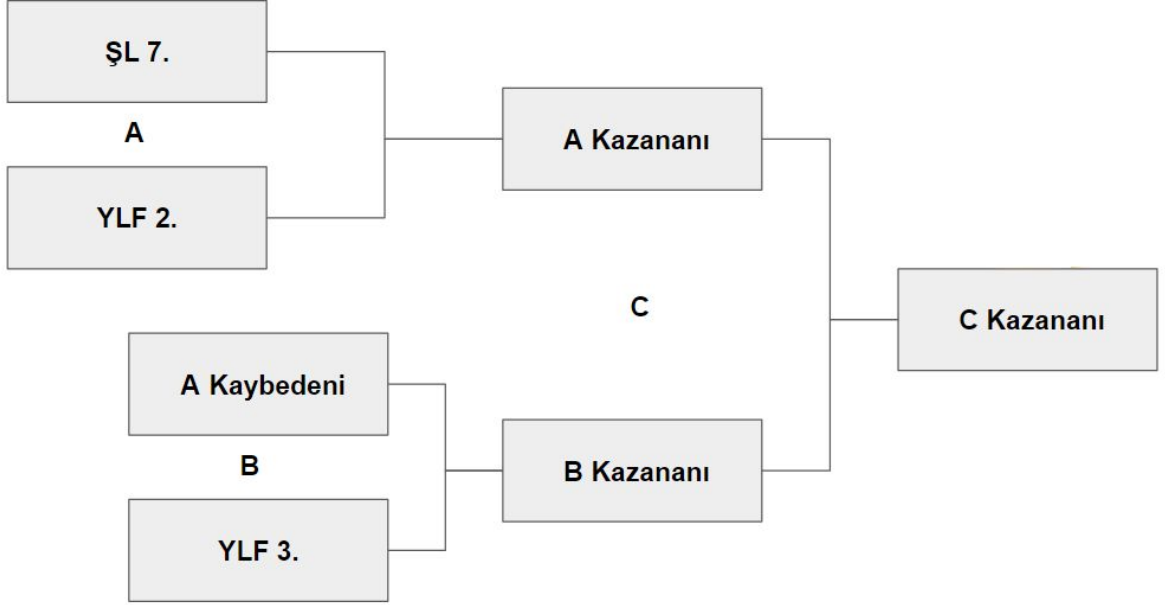 ŞL 7.
A
YLF 2.
A Kazananı
C
C Kazananı
A Kaybedeni
B
YLF 3.
B Kazananı